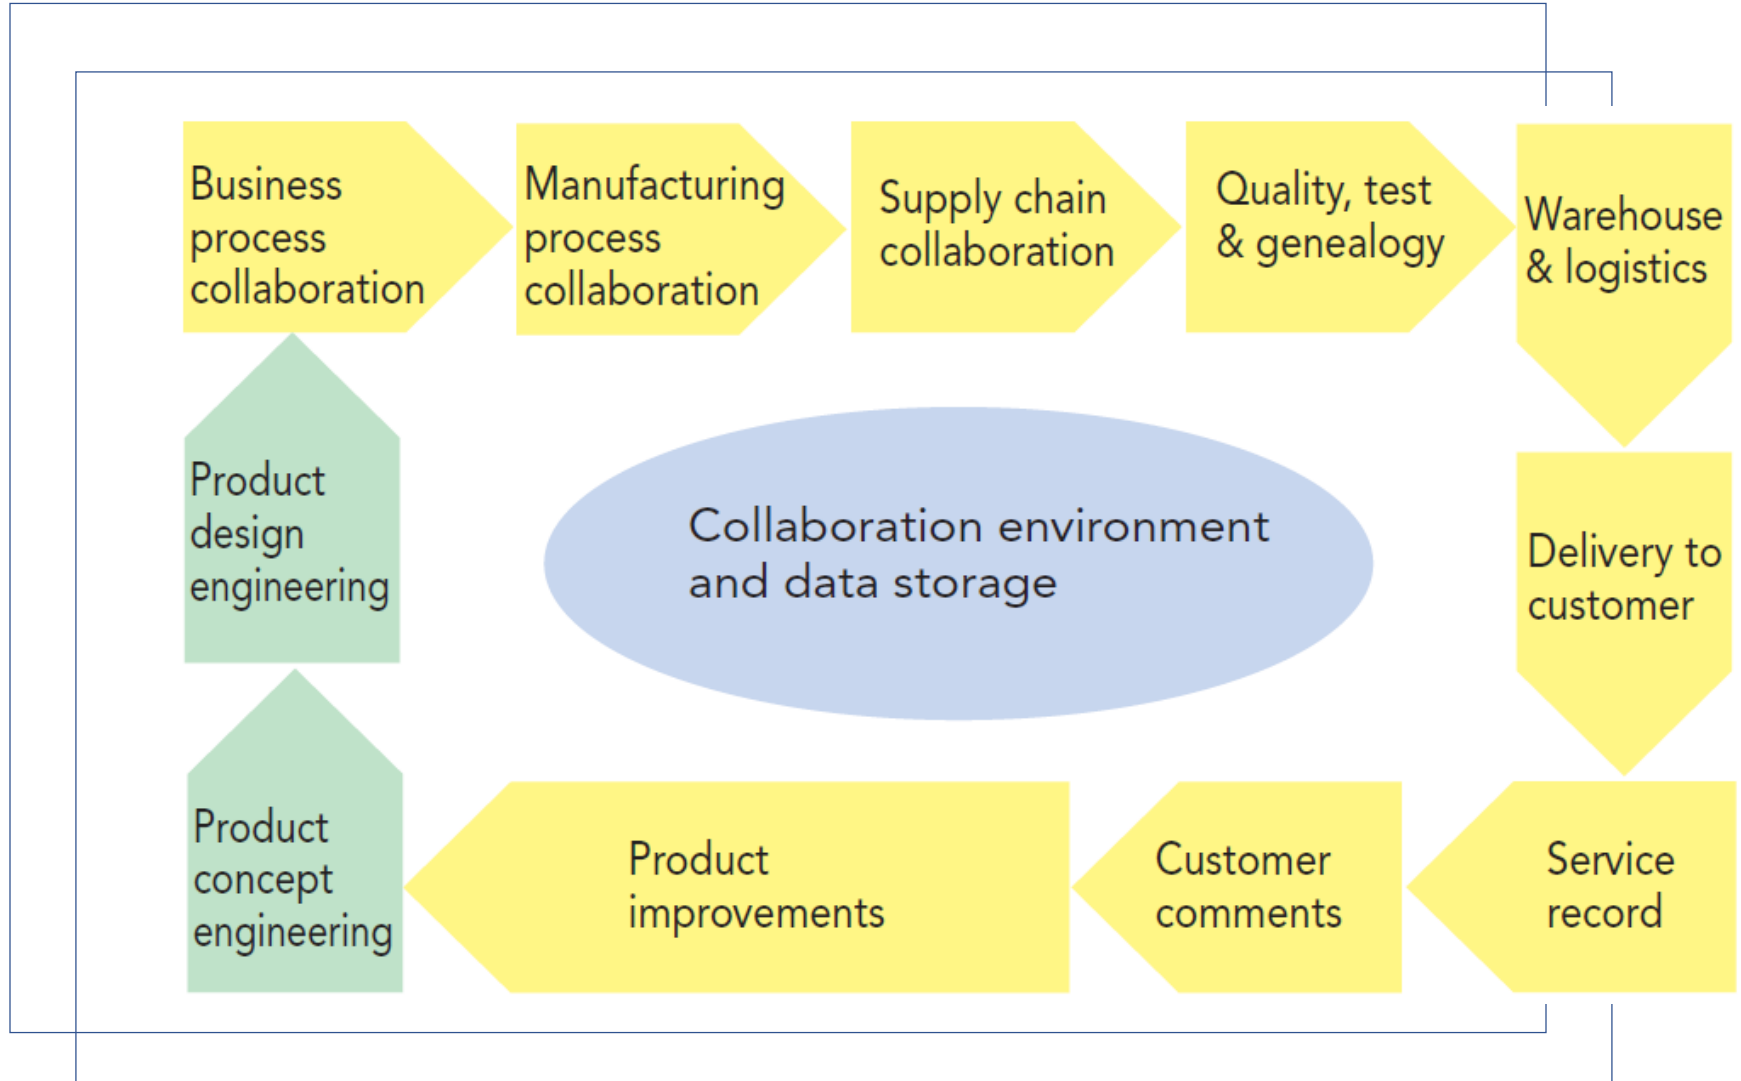 Business
process
collaboration
Manufacturing
process
collaboration
Supply chain
collaboration
Quality, test
& genealogy
Warehouse
& logistics
Product
design
engineering
Collaboration environment
and data storage
Delivery to
customer
Product
concept
engineering
Product
improvements
Customer
comments
Service
record